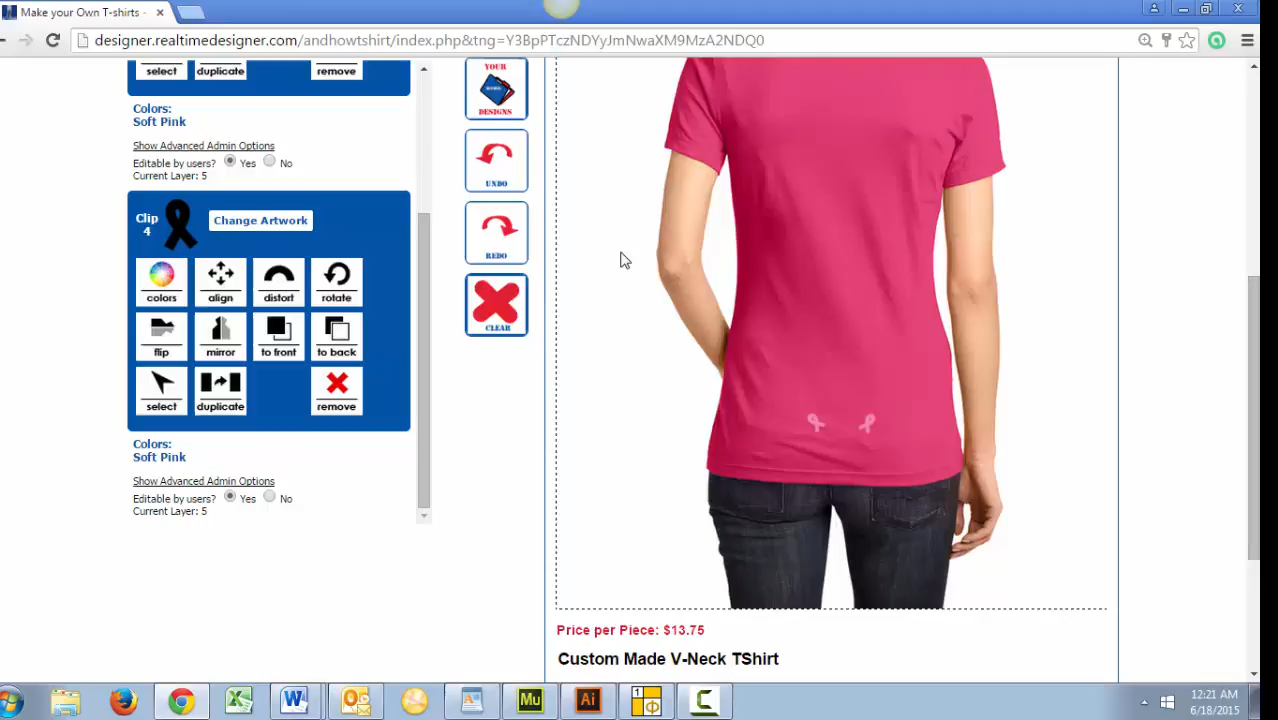 Make your Own T-shirts -
designer.realtimedesigner.com/andhowtshirt/index.php&tng=Y3BpPTczNDYyJmNwaXM9MzA2NDQ0
select duplicate remove
Colors:
Soft Pink
Show Advanced Admin Options
Editable by users? Yes No
Current Layer: 5
Clip
4
Change Artwork
colors align distort rotate
flip mirror to front to back
select duplicate remove
Colors:
Soft Pink
Show Advanced Admin Options
Editable by users? Yes No
Current Layer: 5
YOUR
DESIGNS
UNDO
REDO
CLEAR
Price per Piece: $13.75
Custom Made V-Neck TShirt
Mu
Ai
12:21 AM
6/18/2015